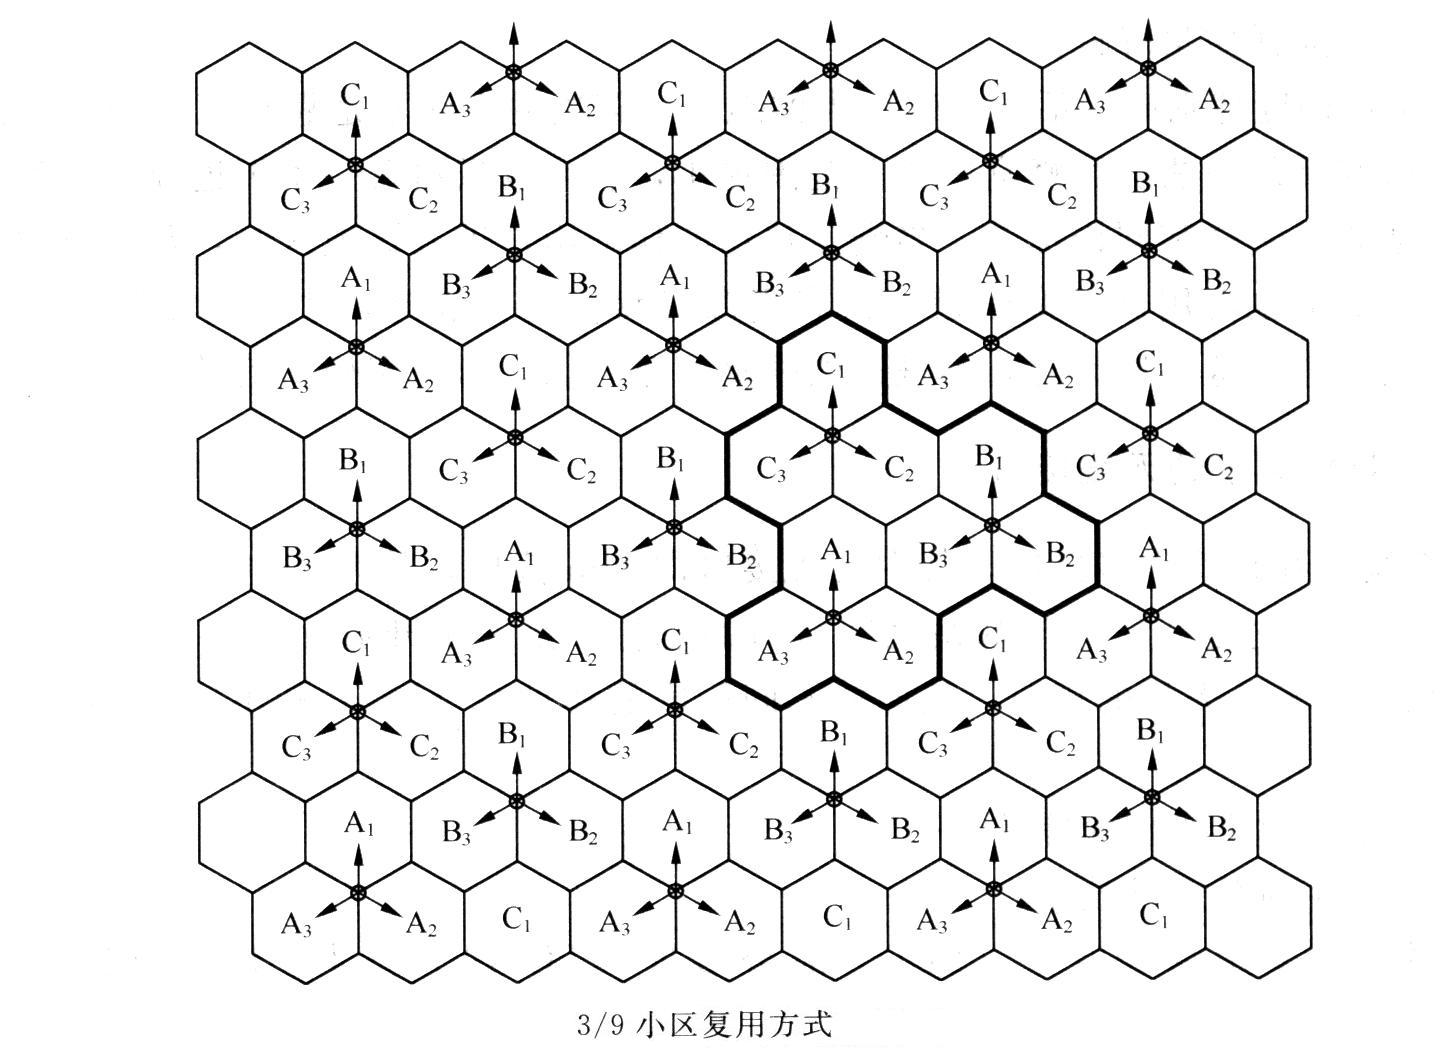 C₁ A₃ A₂ C₁ A₃ A₂ C₁ A₃ A₂
C₃ C₂ B₁ C₃ C₂ B₁ C₃ C₂ B₁
A₁ B₃ B₂ A₁ B₃ B₂ A₁ B₃ B₂
A₃ A₂ C₁ A₃ A₂ C₁ A₃ A₂ C₁
B₁ C₃ C₂ B₁ C₃ C₂ B₁ C₃ C₂
B₃ B₂ A₁ B₃ B₂ A₁ B₃ B₂ A₁
C₁ A₃ A₂ C₁ A₃ A₂ C₁ A₃ A₂
C₃ C₂ B₁ C₃ C₂ B₁ C₃ C₂ B₁
A₁ B₃ B₂ A₁ B₃ B₂ A₁ B₃ B₂
A₃ A₂ C₁ A₃ A₂ C₁ A₃ A₂ C₁
3/9 小区复用方式